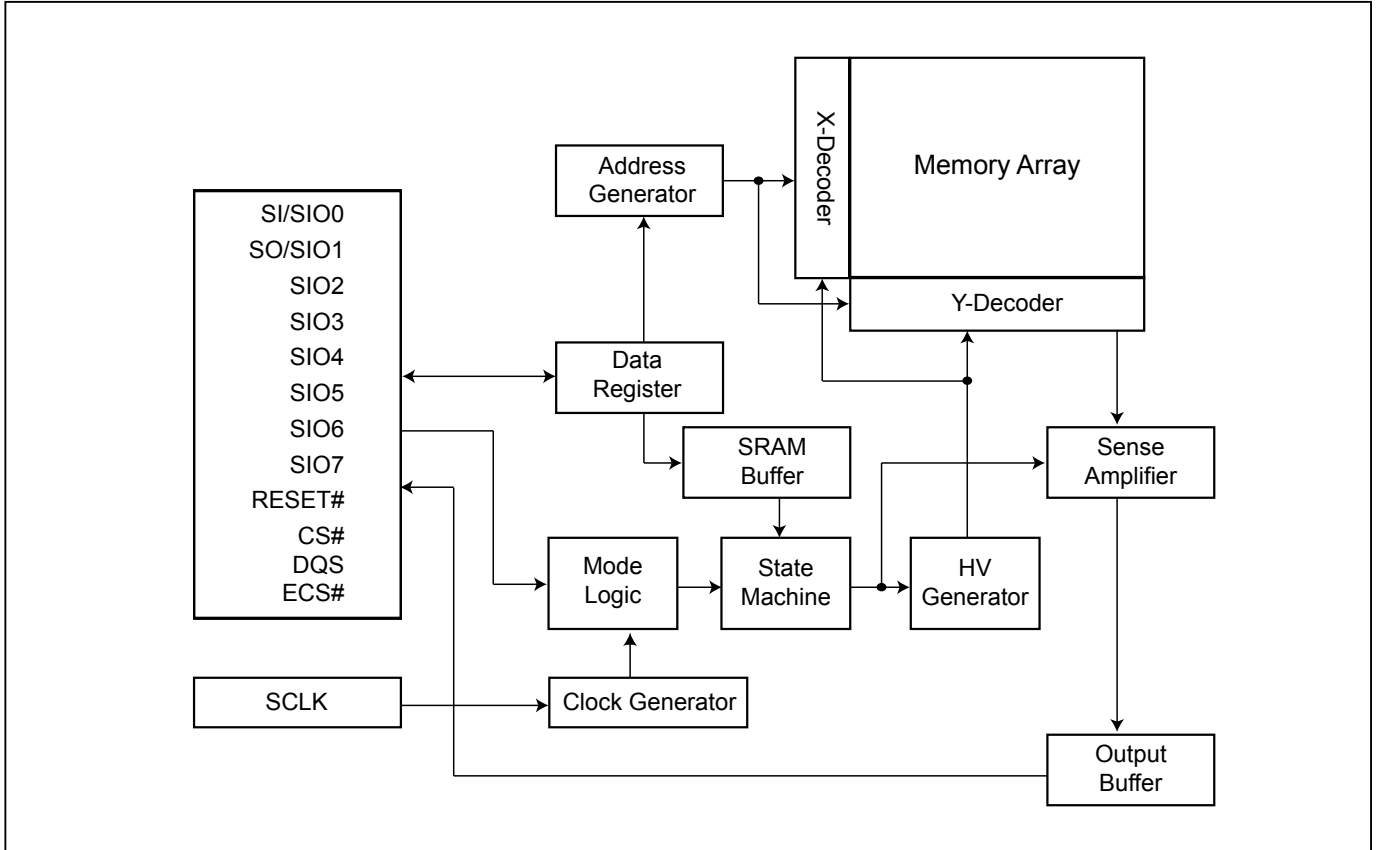 SI/SIO0
SO/SIO1
SIO2
SIO3
SIO4
SIO5
SIO6
SIO7
RESET#
CS#
DQS
ECS#
SCLK
Address
Generator
Data
Register
SRAM
Buffer
Mode
Logic
State
Machine
HV
Generator
Clock Generator
X-Decoder
Memory Array
Y-Decoder
Sense
Amplifier
Output
Buffer